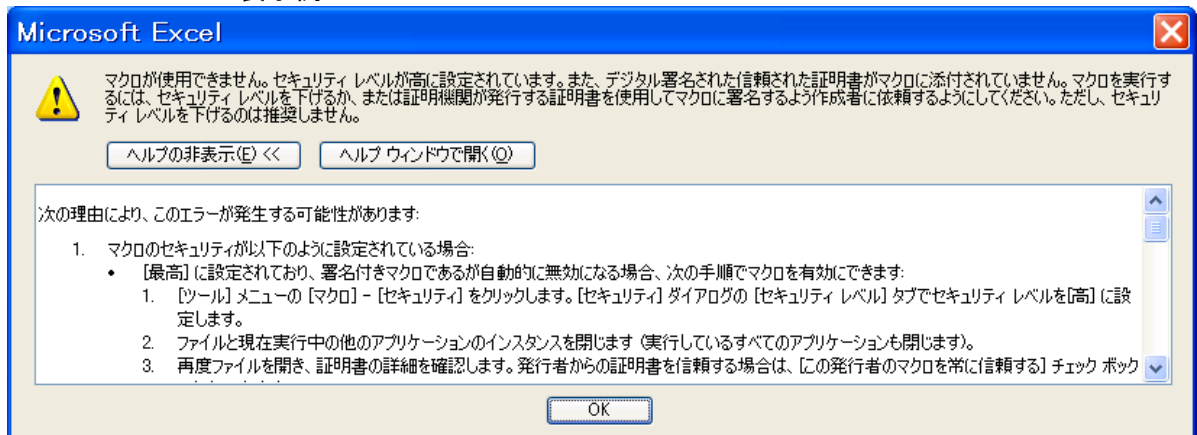 Microsoft Excel
マクロが使用できません。セキュリティ レベルが高に設定されています。また、デジタル署名された信頼された証明書がマクロに添付されていません。マクロを実行す
るには、セキュリティ レベルを下げるか、または証明機関が発行する証明書を使用してマクロに署名するよう作成者に依頼するようにしてください。ただし、セキュリ
ティ レベルを下げるのは推奨しません。
ヘルプの非表示(E) << ヘルプ ウィンドウで開く(O)
次の理由により、このエラーが発生する可能性があります:
1. マクロのセキュリティが以下のように設定されている場合:
• [最高] に設定されており、署名付きマクロであるが自動的に無効になる場合、次の手順でマクロを有効にできます:
1. [ツール] メニューの [マクロ] - [セキュリティ] をクリックします。[セキュリティ] ダイアログの [セキュリティ レベル] タブでセキュリティ レベルを[高] に設
定します。
2. ファイルと現在実行中の他のアプリケーションのインスタンスを閉じます (実行しているすべてのアプリケーションも閉じます)。
3. 再度ファイルを開き、証明書の詳細を確認します。発行者からの証明書を信頼する場合は、[この発行者のマクロを常に信頼する] チェック ボック
OK